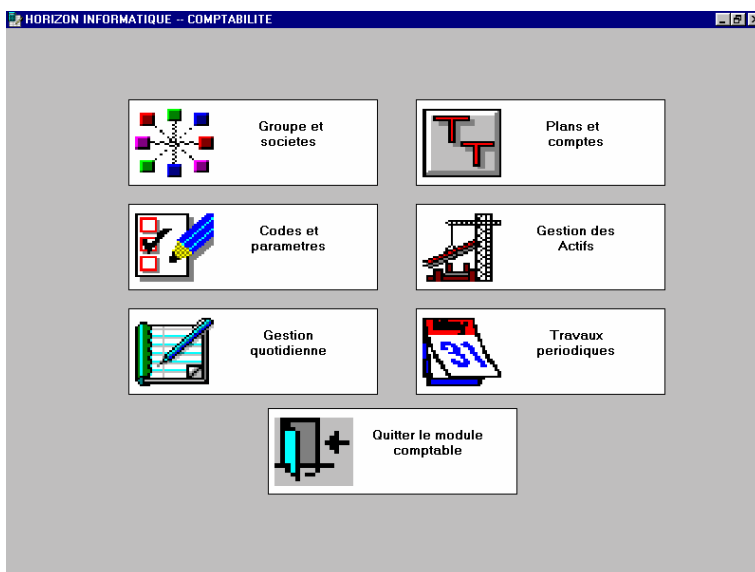 HORIZON INFORMATIQUE -- COMPTABILITE
Groupe et
societes
Plans et
comptes
Codes et
parametres
Gestion des
Actifs
Gestion
quotidienne
Travaux
periodiques
31
Quitter le module
comptable